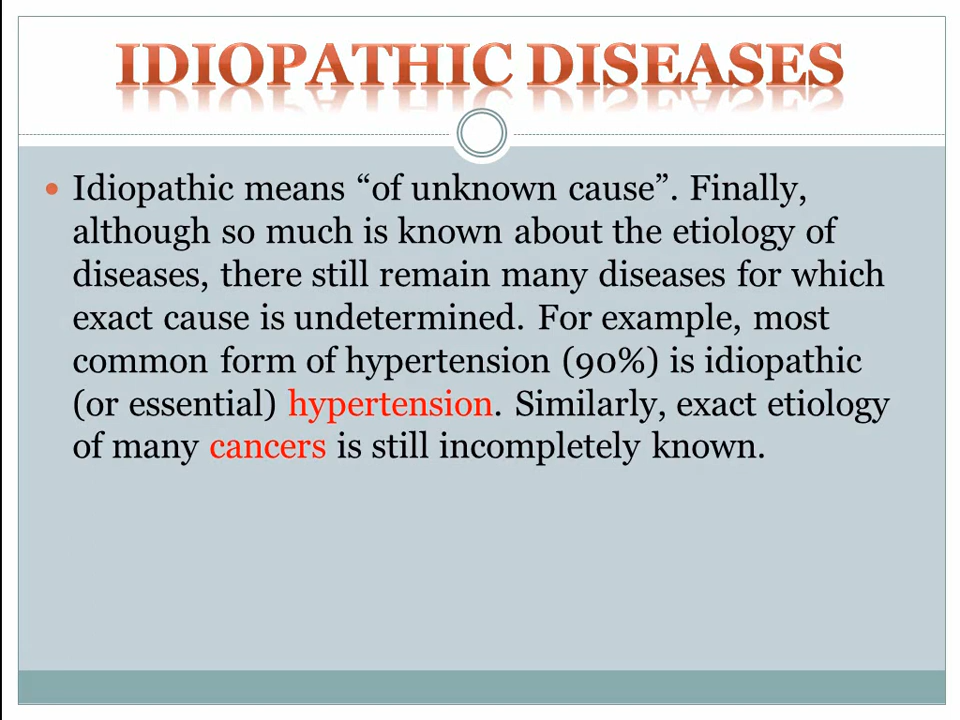 IDIOPATHIC DISEASES
• Idiopathic means “of unknown cause”. Finally,
although so much is known about the etiology of
diseases, there still remain many diseases for which
exact cause is undetermined. For example, most
common form of hypertension (90%) is idiopathic
(or essential) hypertension. Similarly, exact etiology
of many cancers is still incompletely known.